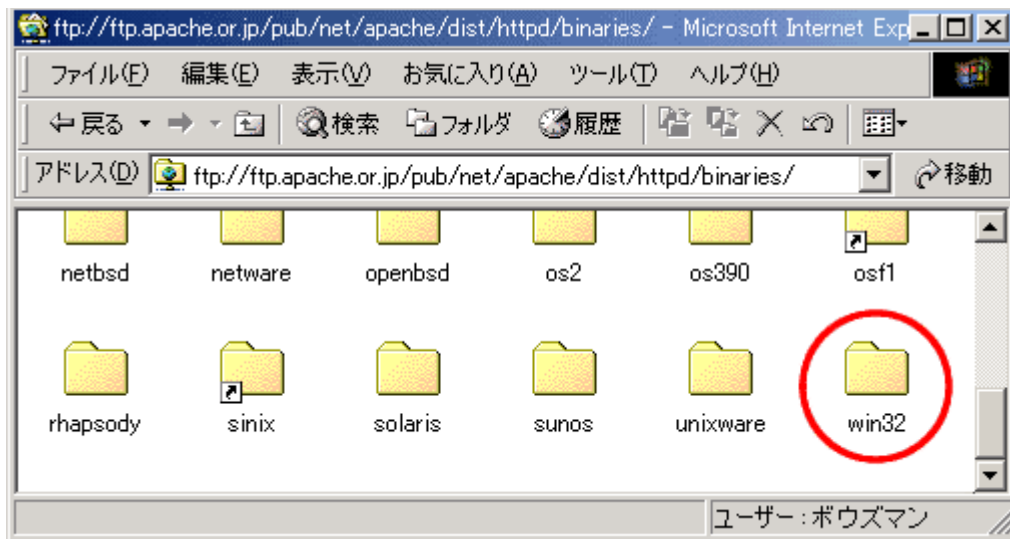 ftp://ftp.apache.or.jp/pub/net/apache/dist/httpd/binaries/ - Microsoft Internet Exp
ファイル(F) 編集(E) 表示(V) お気に入り(A) ツール(T) ヘルプ(H)
戻る 検索 フォルダ 履歴
アドレス(D) ftp://ftp.apache.or.jp/pub/net/apache/dist/httpd/binaries/ 移動
netbsd netware openbsd os2 os390 osf1
rhapsody sinix solaris sunos unixware win32
ユーザー : ボウズマン